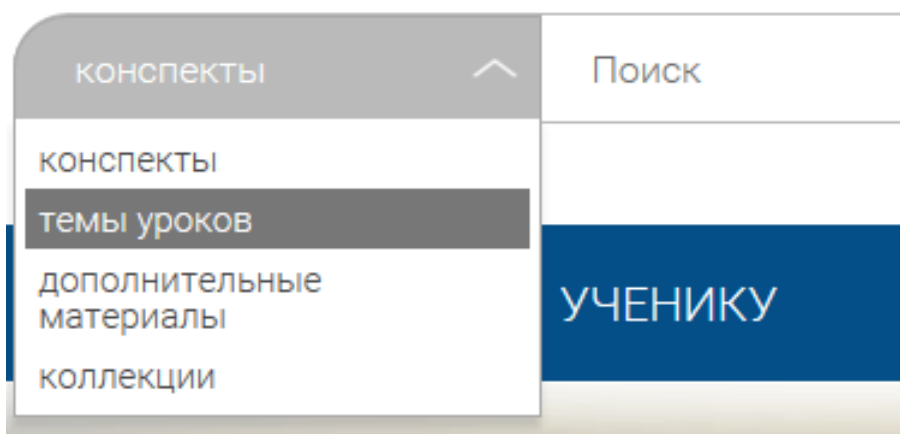 конспекты
Поиск
конспекты
темы уроков
дополнительные
материалы
коллекции
УЧЕНИКУ